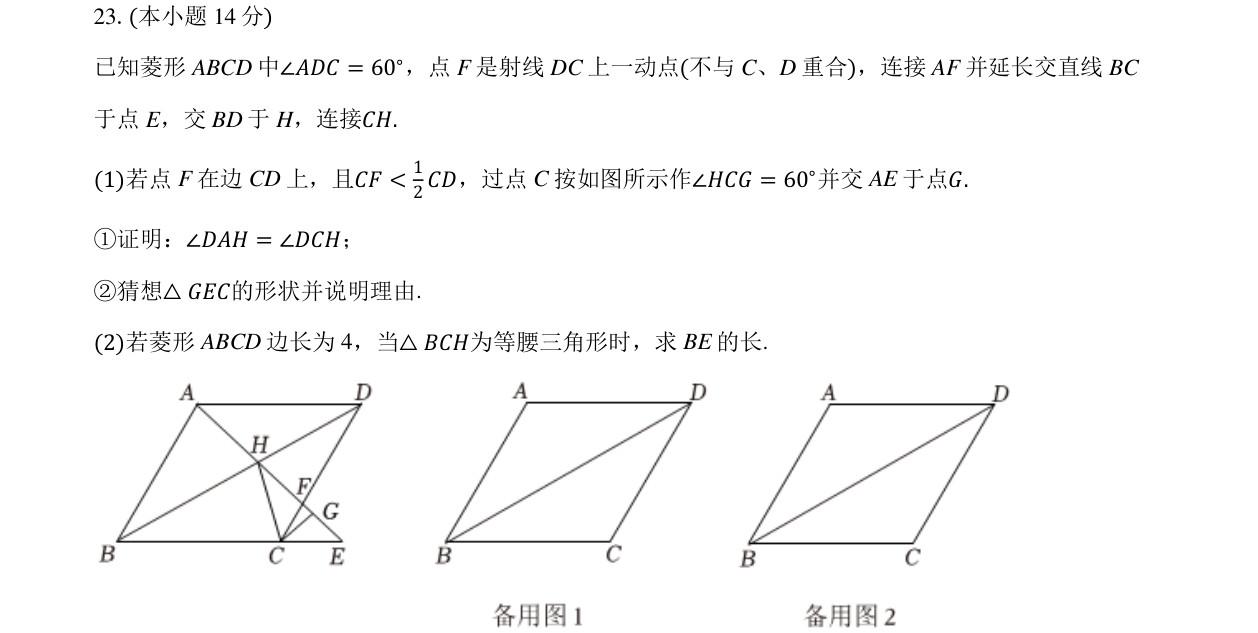 23. (本小题 14 分)
已知菱形 ABCD 中∠ADC = 60°，点 F 是射线 DC 上一动点(不与 C、D 重合)，连接 AF 并延长交直线 BC
于点 E，交 BD 于 H，连接CH.
(1)若点 F 在边 CD 上，且CF < 1/2 CD，过点 C 按如图所示作∠HCG = 60°并交 AE 于点G.
①证明：∠DAH = ∠DCH；
②猜想△ GEC的形状并说明理由.
(2)若菱形 ABCD 边长为 4，当△ BCH为等腰三角形时，求 BE 的长.
A D H F G B C E
A D B C
A D B C
备用图 1 备用图 2